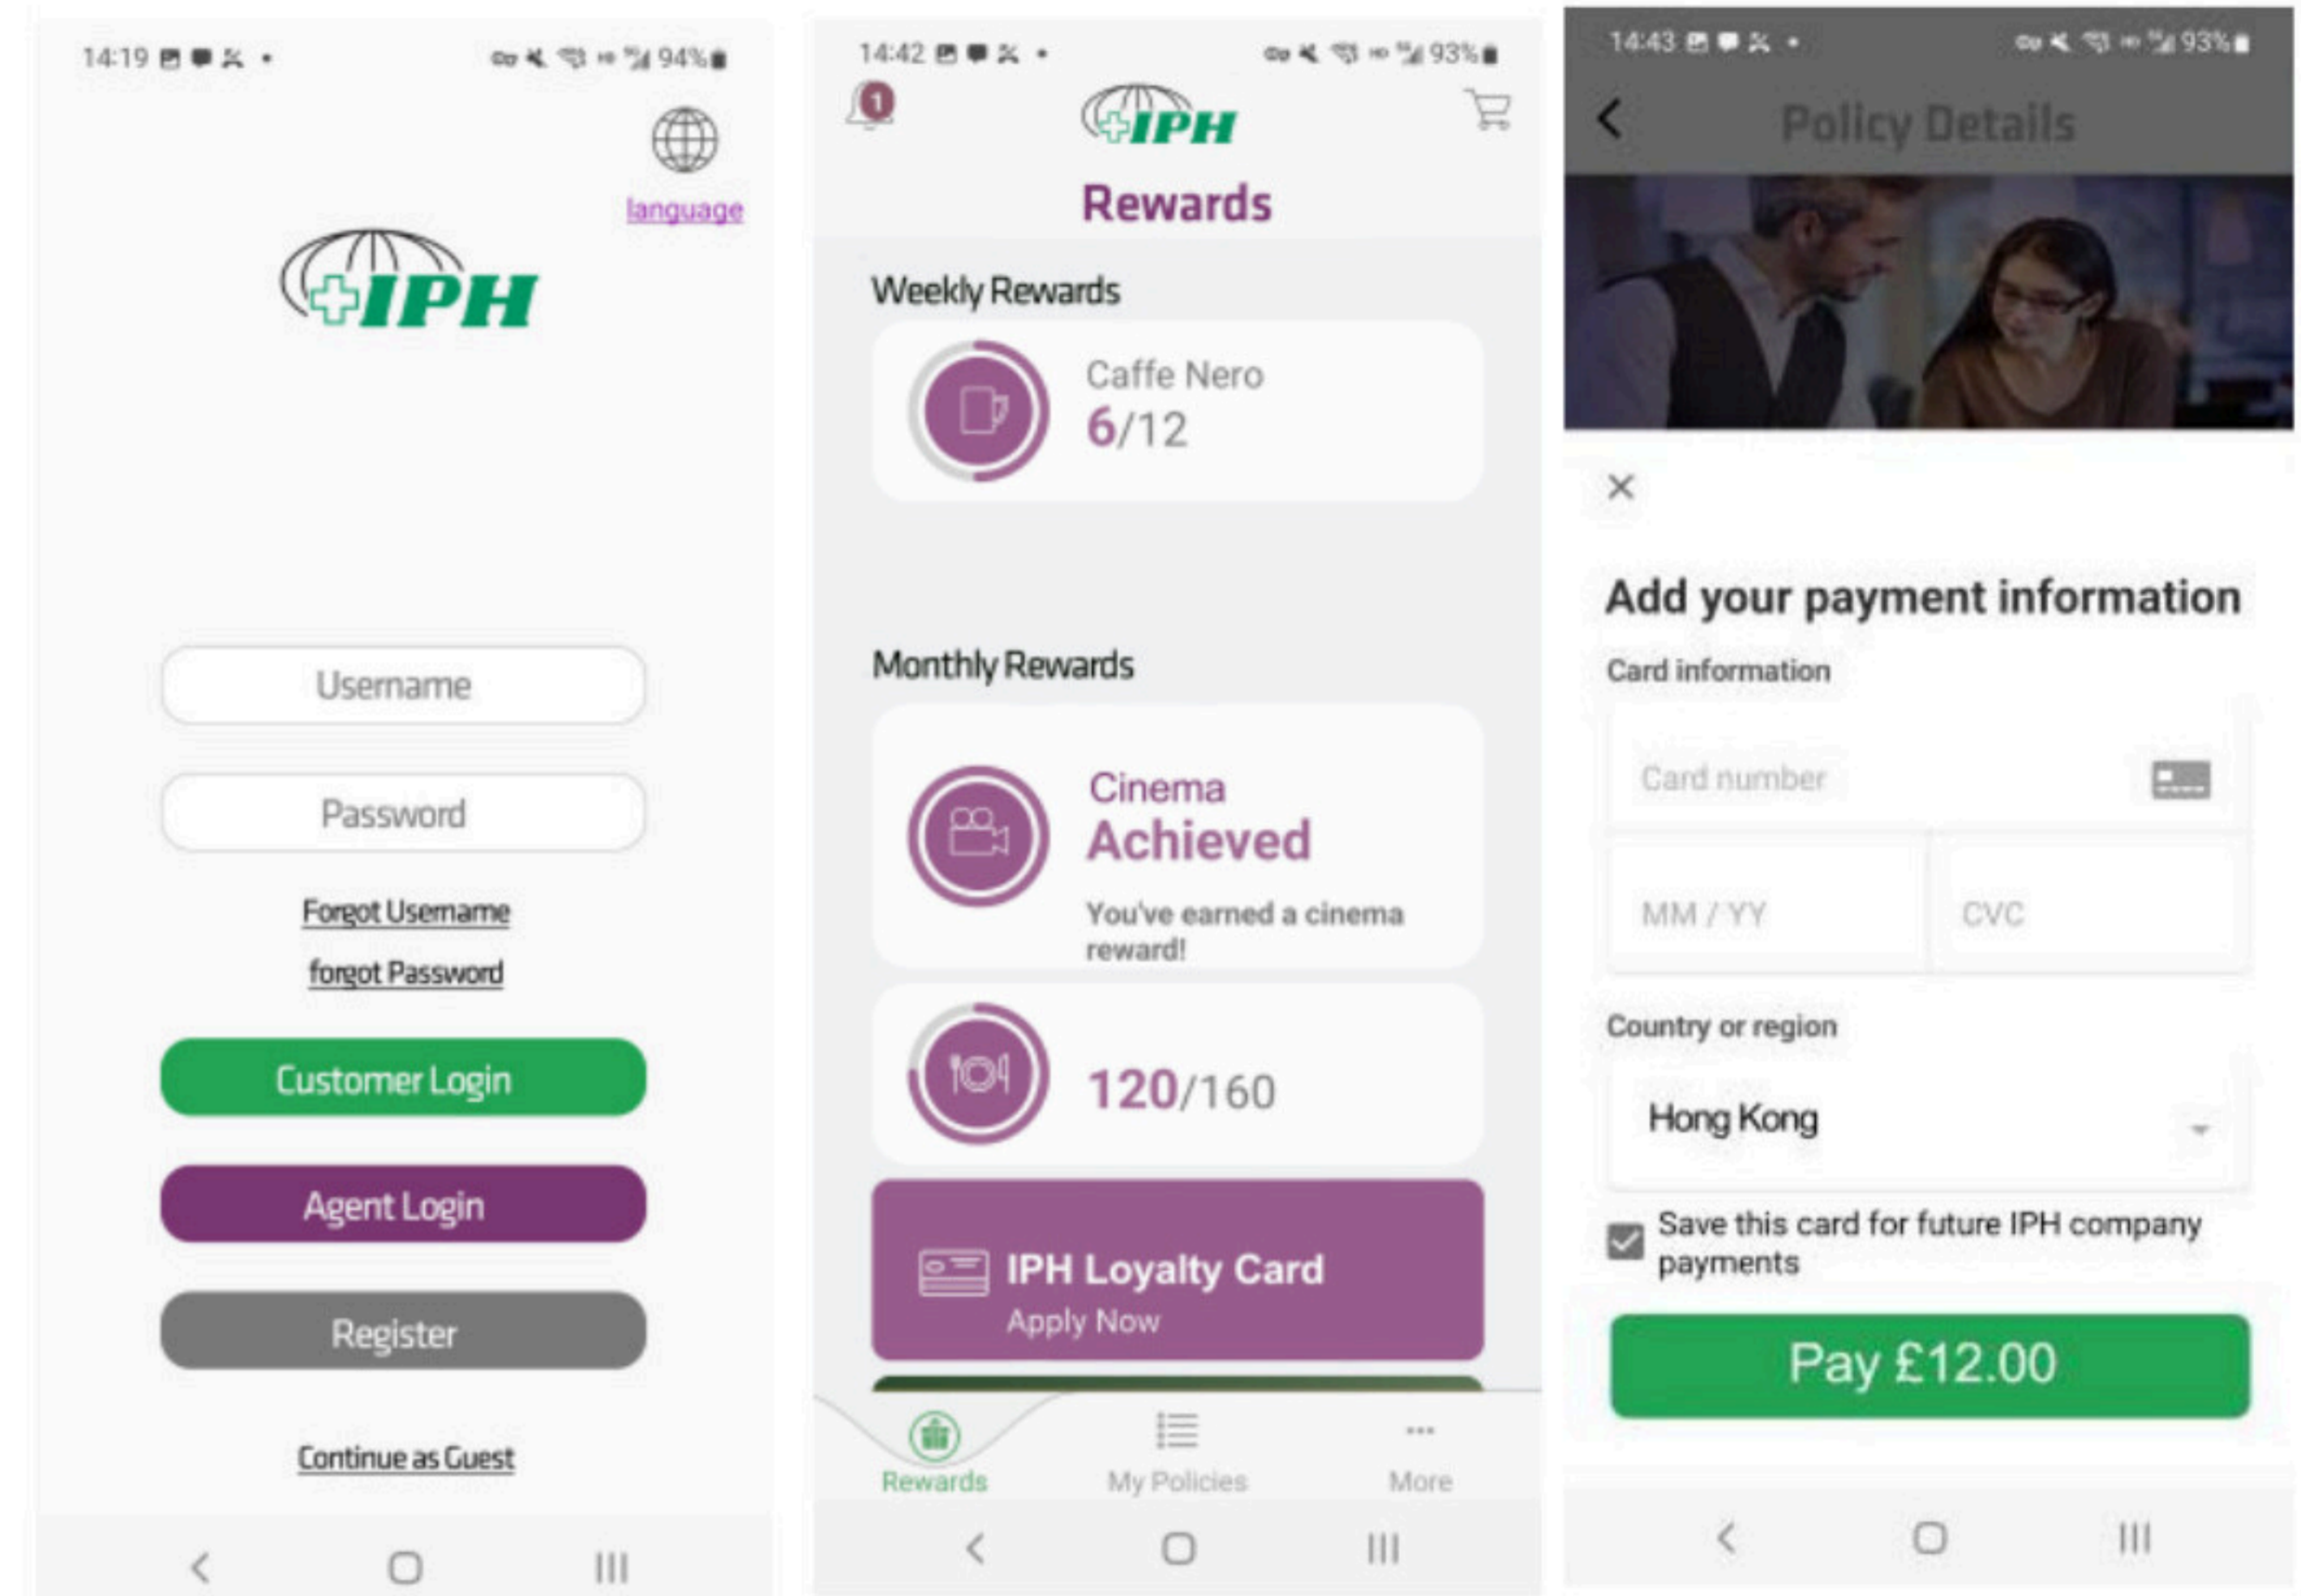 14:19
94%
language
IPH
Username
Password
Forgot Username
forgot Password
Customer Login
Agent Login
Register
Continue as Guest
14:42
93%
1
IPH
Rewards
Weekly Rewards
Caffe Nero
6/12
Monthly Rewards
Cinema
Achieved
You've earned a cinema
reward!
120/160
IPH Loyalty Card
Apply Now
Rewards
My Policies
More
14:43
93%
Policy Details
Add your payment information
Card information
Card number
MM / YY
CVC
Country or region
Hong Kong
Save this card for future IPH company
payments
Pay £12.00